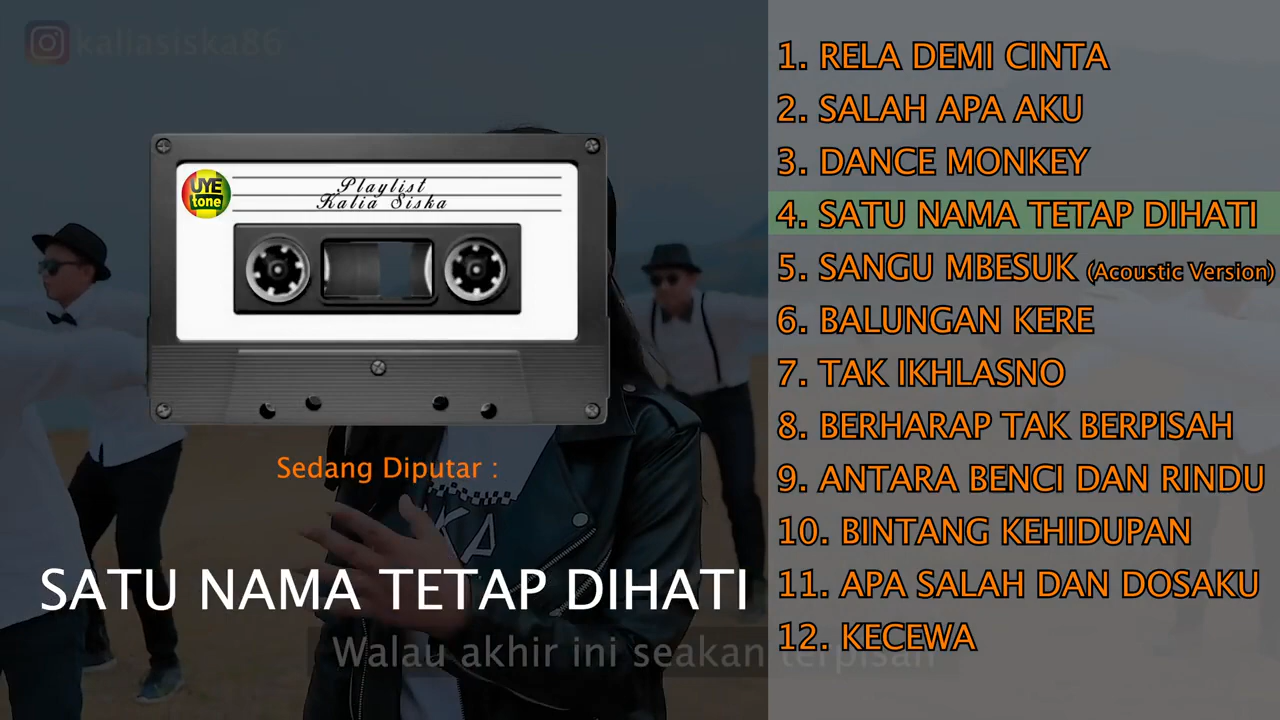 kaliasiska86
UYE
tone
Playlist
Kalia Siska
Sedang Diputar :
SATU NAMA TETAP DIHATI
Walau akhir ini seakan terpisah
1. RELA DEMI CINTA
2. SALAH APA AKU
3. DANCE MONKEY
4. SATU NAMA TETAP DIHATI
5. SANGU MBESUK (Acoustic Version)
6. BALUNGAN KERE
7. TAK IKHLASNO
8. BERHARAP TAK BERPISAH
9. ANTARA BENCI DAN RINDU
10. BINTANG KEHIDUPAN
11. APA SALAH DAN DOSAKU
12. KECEWA